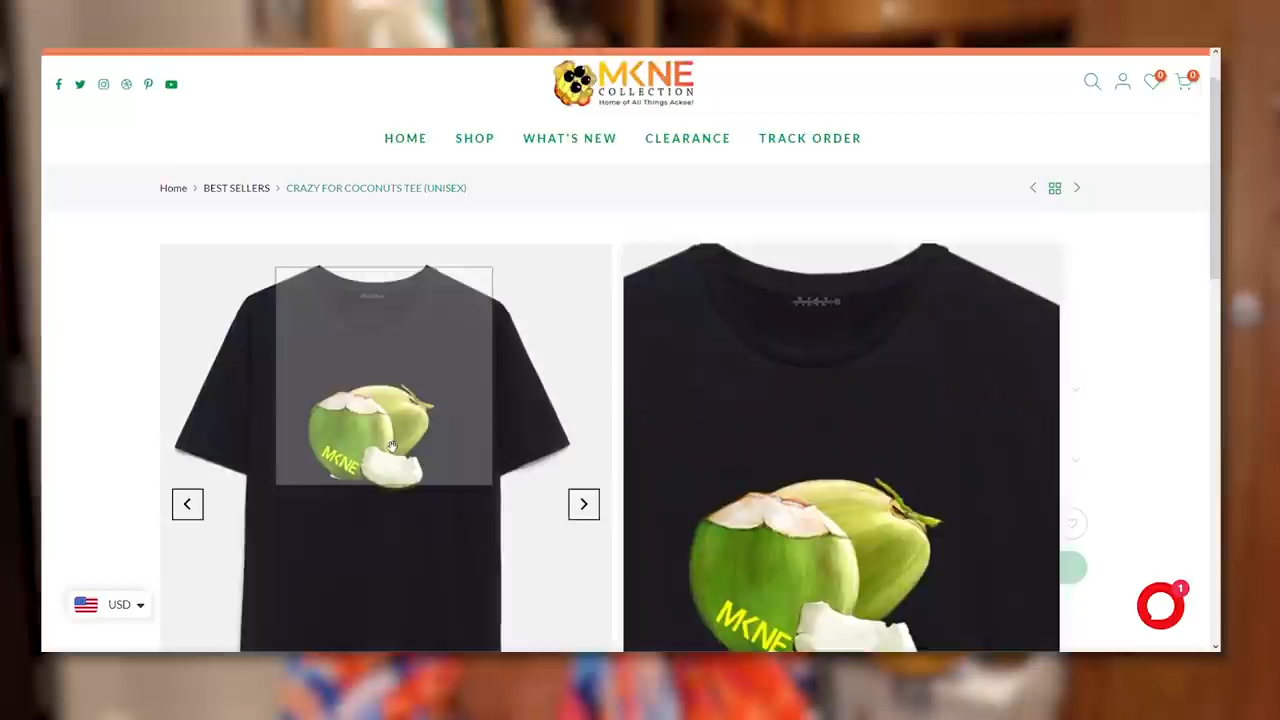 MKNE
COLLECTION
Home of All Things Ackee!
0
0
HOME
SHOP
WHAT'S NEW
CLEARANCE
TRACK ORDER
Home > BEST SELLERS > CRAZY FOR COCONUTS TEE (UNISEX)
MKNE
MKNE
USD
1